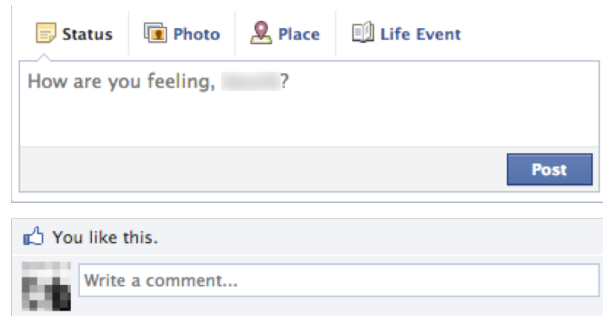 Status Photo Place Life Event
How are you feeling, ?
Post
You like this.
Write a comment...